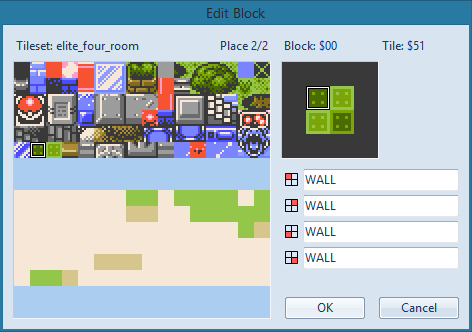 Edit Block
Tileset: elite_four_room Place 2/2 Block: $00 Tile: $51
WALL
WALL
WALL
WALL
OK Cancel